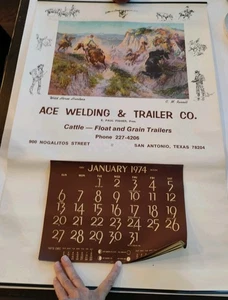 C. M. Russell
ACE WELDING & TRAILER CO.
Cattle — Float and Grain Trailers
Phone 227-4206
900 NOGALITOS STREET SAN ANTONIO, TEXAS 78204
JANUARY 1974
1 2 3 4 5
6 7 8 9 10 11 12
13 14 15 16 17 18 19
20 21 22 23 24 25 26
27 28 29 30 31